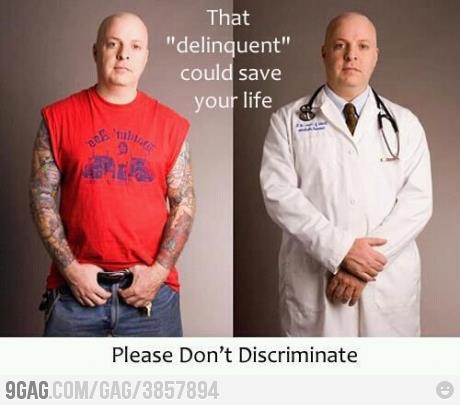 That
"delinquent"
could save
your life
Please Don't Discriminate
9GAG.COM/GAG/3857894